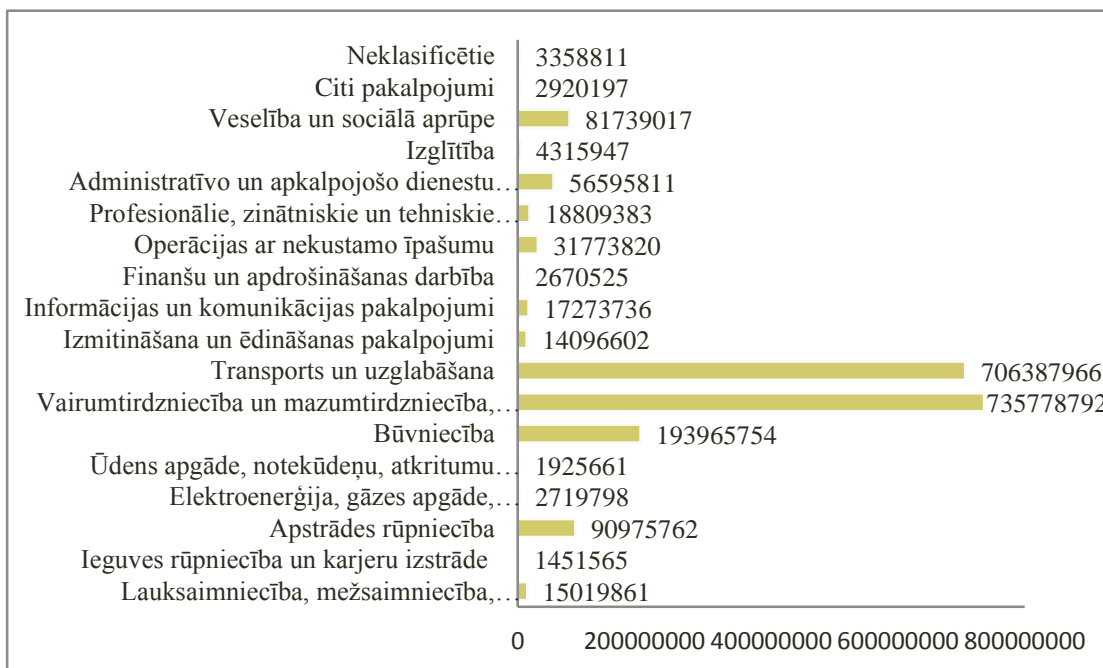 Neklasificētie 3358811
Citi pakalpojumi 2920197
Veselība un sociālā aprūpe 81739017
Izglītība 4315947
Administratīvo un apkalpojošo dienestu… 56595811
Profesionālie, zinātniskie un tehniskie… 18809383
Operācijas ar nekustamo īpašumu 31773820
Finanšu un apdrošināšanas darbība 2670525
Informācijas un komunikācijas pakalpojumi 17273736
Izmitināšana un ēdināšanas pakalpojumi 14096602
Transports un uzglabāšana 706387966
Vairumtirdzniecība un mazumtirdzniecība,… 735778792
Būvniecība 193965754
Ūdens apgāde, notekūdeņu, atkritumu… 1925661
Elektroenerģija, gāzes apgāde,… 2719798
Apstrādes rūpniecība 90975762
Ieguves rūpniecība un karjeru izstrāde 1451565
Lauksaimniecība, mežsaimniecība,… 15019861
0 200000000 400000000 600000000 800000000